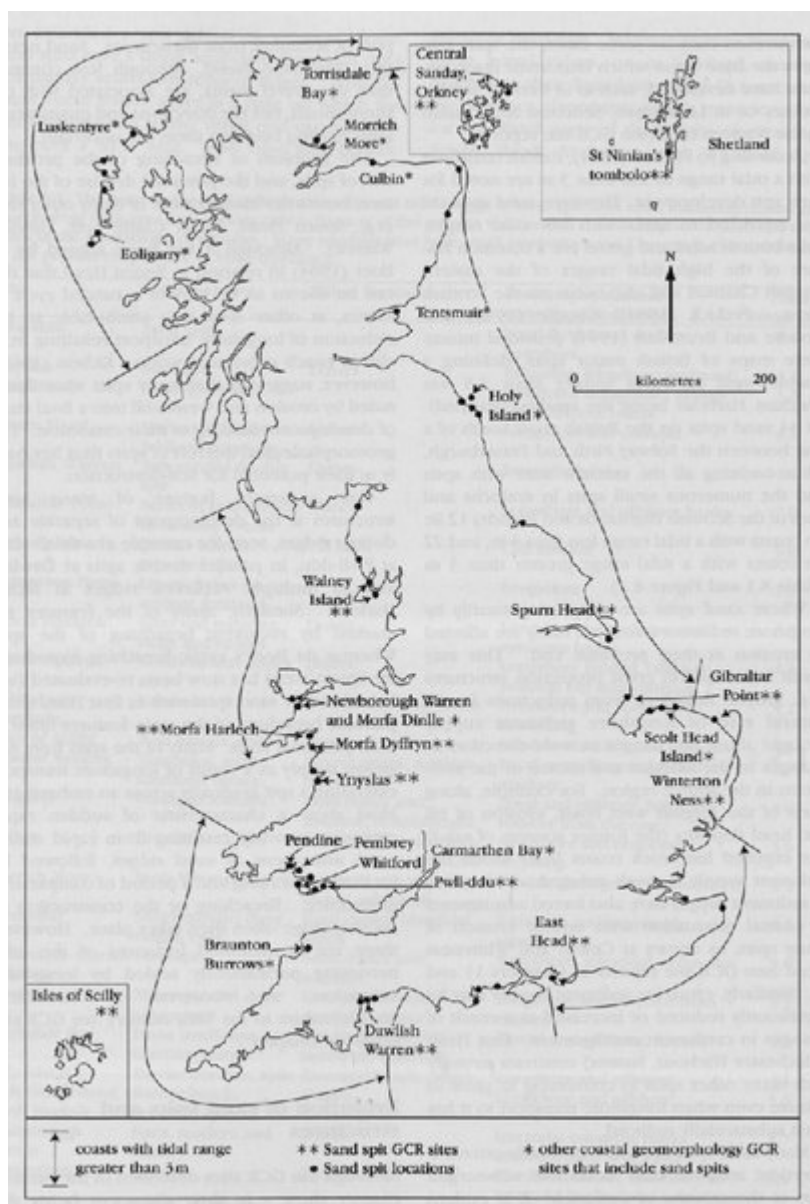 Torrisdale
Bay*
Central
Sanday,
Orkney
**
Luskentyre*
Morrich
More*
Culbin*
St Ninian's
tombolo**
Shetland
Eoligarry*
Tentsmuir*
N
0 kilometres 200
Holy
Island*
Walney
Island
**
Spurn Head**
Gibraltar
Point**
Newborough Warren
and Morfa Dinlle *
**Morfa Harlech
Morfa Dyffryn**
Scolt Head
Island*
Ynyslas**
Winterton
Ness**
Pendine
Pembrey
Whitford
Carmarthen Bay*
Pwll-ddu**
East
Head**
Braunton
Burrows*
Isles of Scilly
**
Dawlish
Warren**
coasts with tidal range
greater than 3m
** Sand spit GCR sites
● Sand spit locations
* other coastal geomorphology GCR
sites that include sand spits